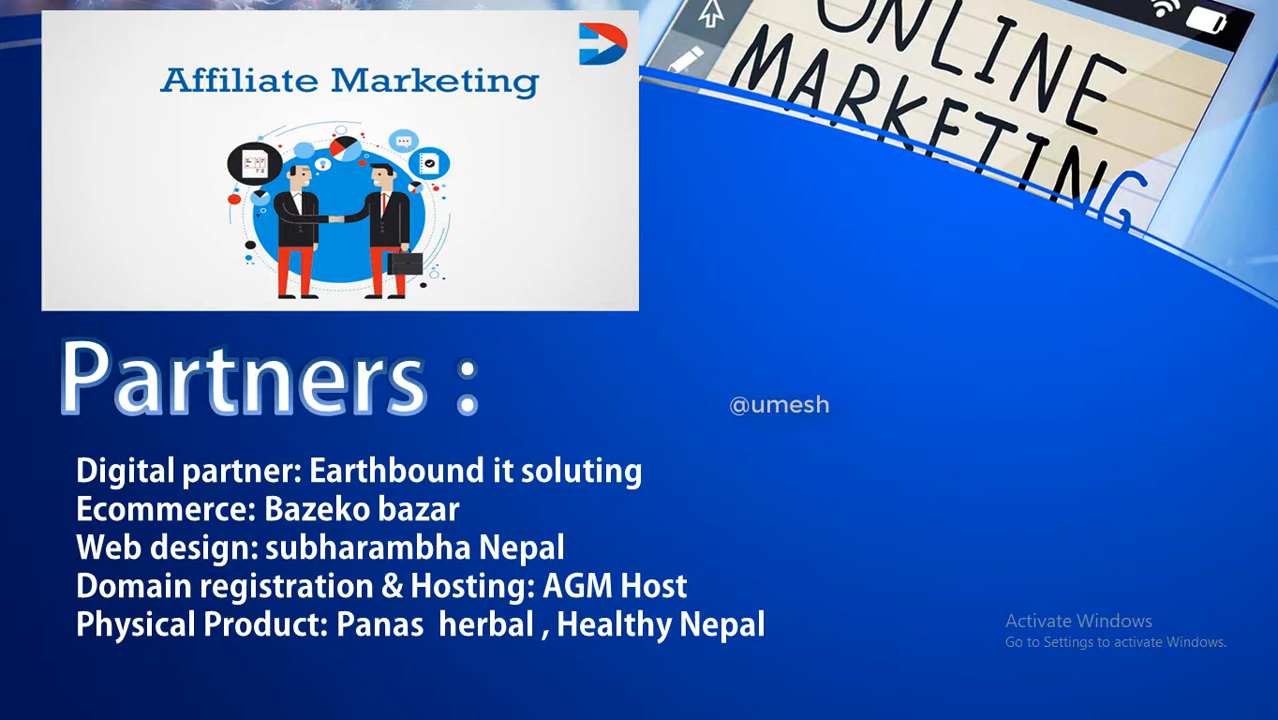 Affiliate Marketing
ONLINE
MARKETING
Partners :
@umesh
Digital partner: Earthbound it soluting
Ecommerce: Bazeko bazar
Web design: subharambha Nepal
Domain registration & Hosting: AGM Host
Physical Product: Panas herbal , Healthy Nepal
Activate Windows
Go to Settings to activate Windows.